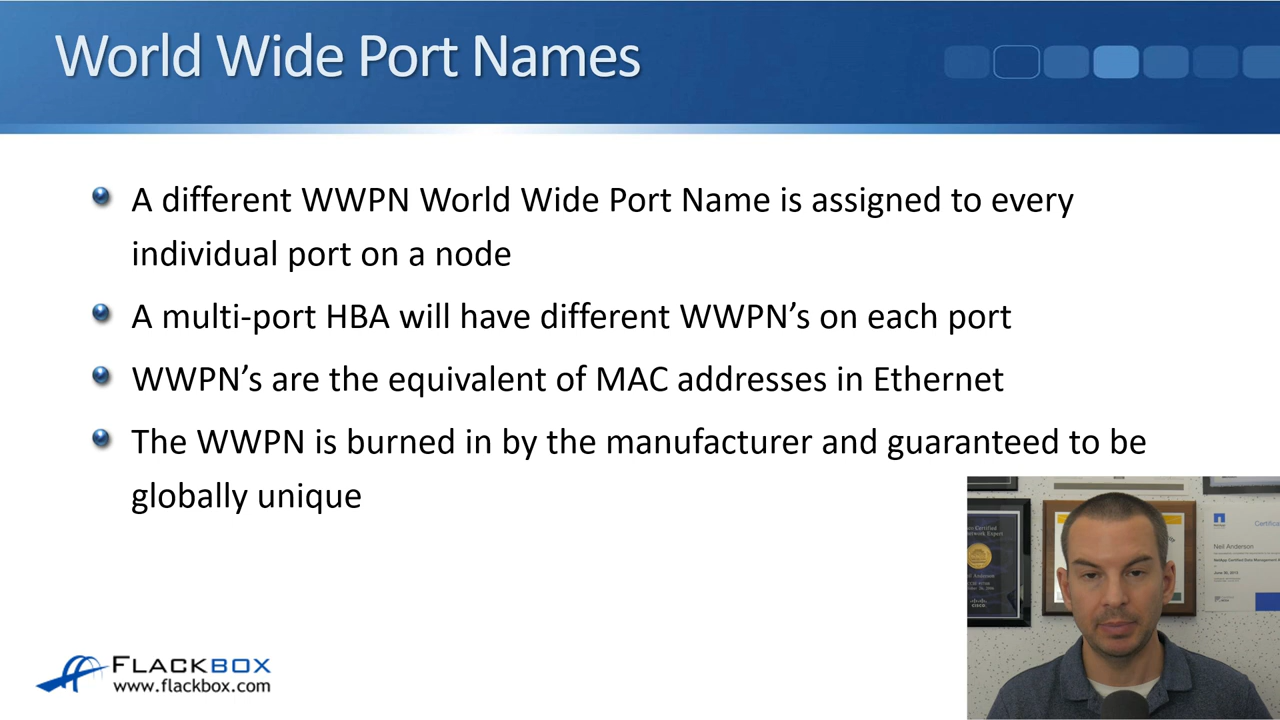 World Wide Port Names
A different WWPN World Wide Port Name is assigned to every
individual port on a node
A multi-port HBA will have different WWPN’s on each port
WWPN’s are the equivalent of MAC addresses in Ethernet
The WWPN is burned in by the manufacturer and guaranteed to be
globally unique
FLACKBOX
www.flackbox.com
Neil Anderson